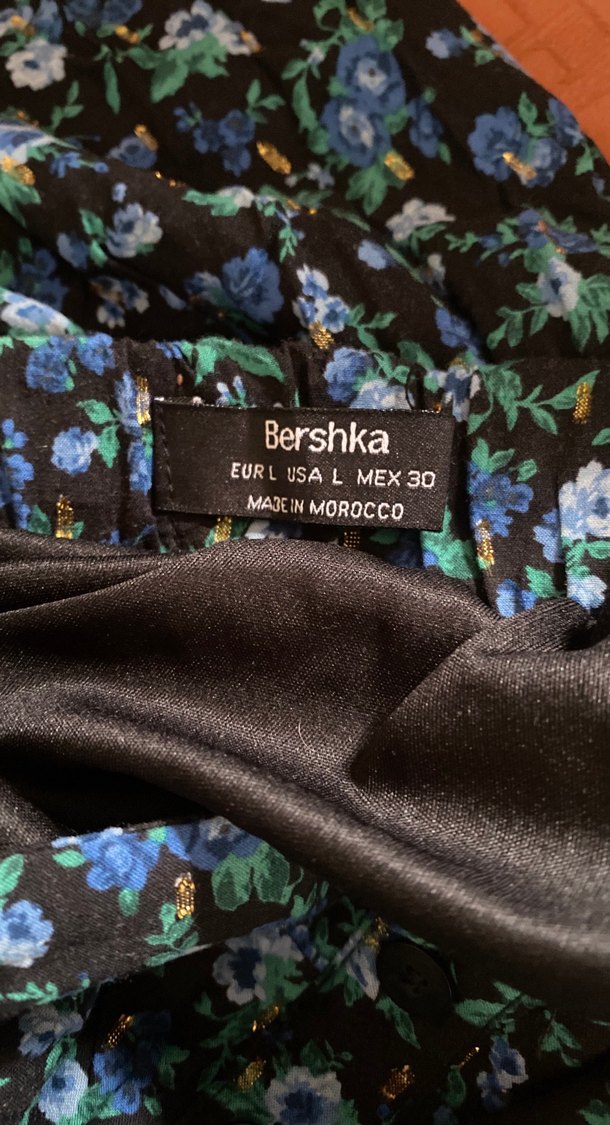 Bershka
EUR L USA L MEX 30
MADE IN MOROCCO